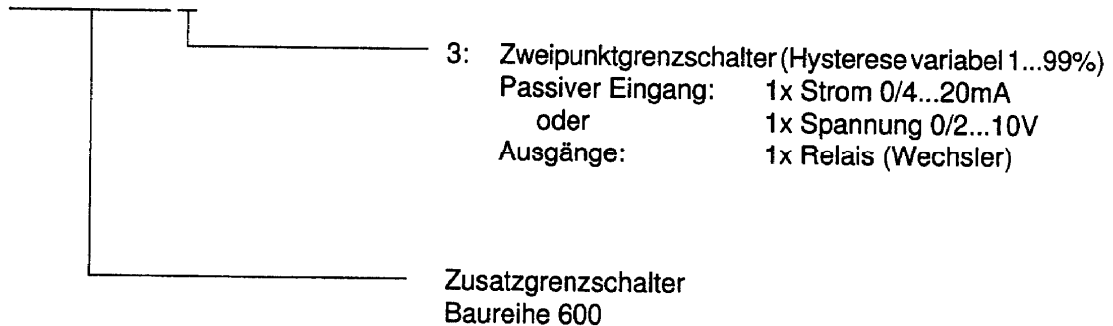 3: Zweipunktgrenzschalter (Hysterese variabel 1...99%)
Passiver Eingang: 1x Strom 0/4...20mA
oder 1x Spannung 0/2...10V
Ausgänge: 1x Relais (Wechsler)
Zusatzgrenzschalter
Baureihe 600